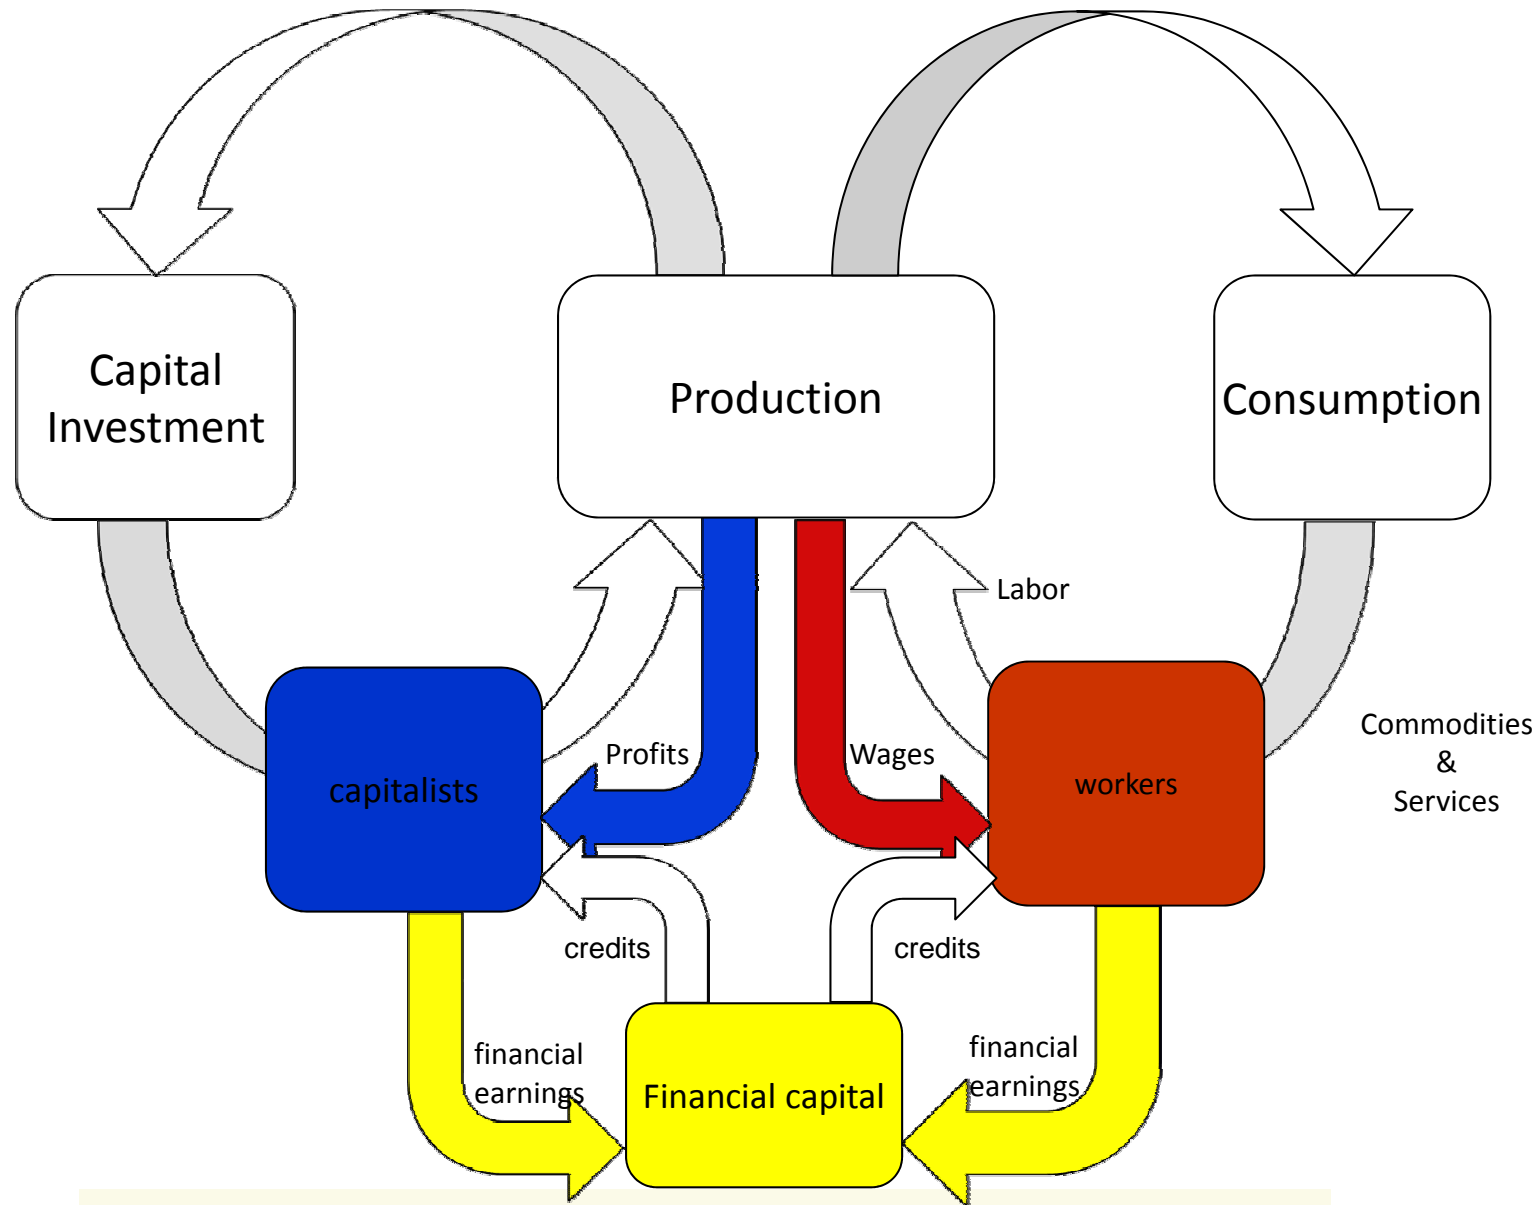 Capital
Investment
Production
Consumption
Labor
Commodities
&
Services
Profits
Wages
capitalists
workers
credits
credits
financial
earnings
financial
earnings
Financial capital